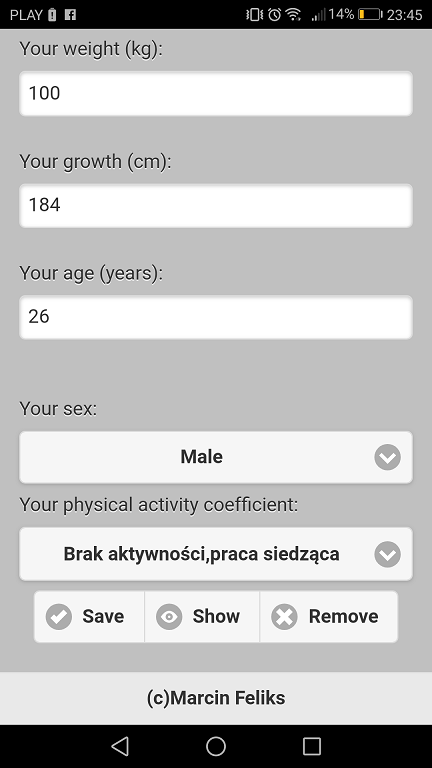 PLAY 14% 23:45
Your weight (kg):
100
Your growth (cm):
184
Your age (years):
26
Your sex:
Male
Your physical activity coefficient:
Brak aktywności,praca siedząca
Save Show Remove
(c)Marcin Feliks